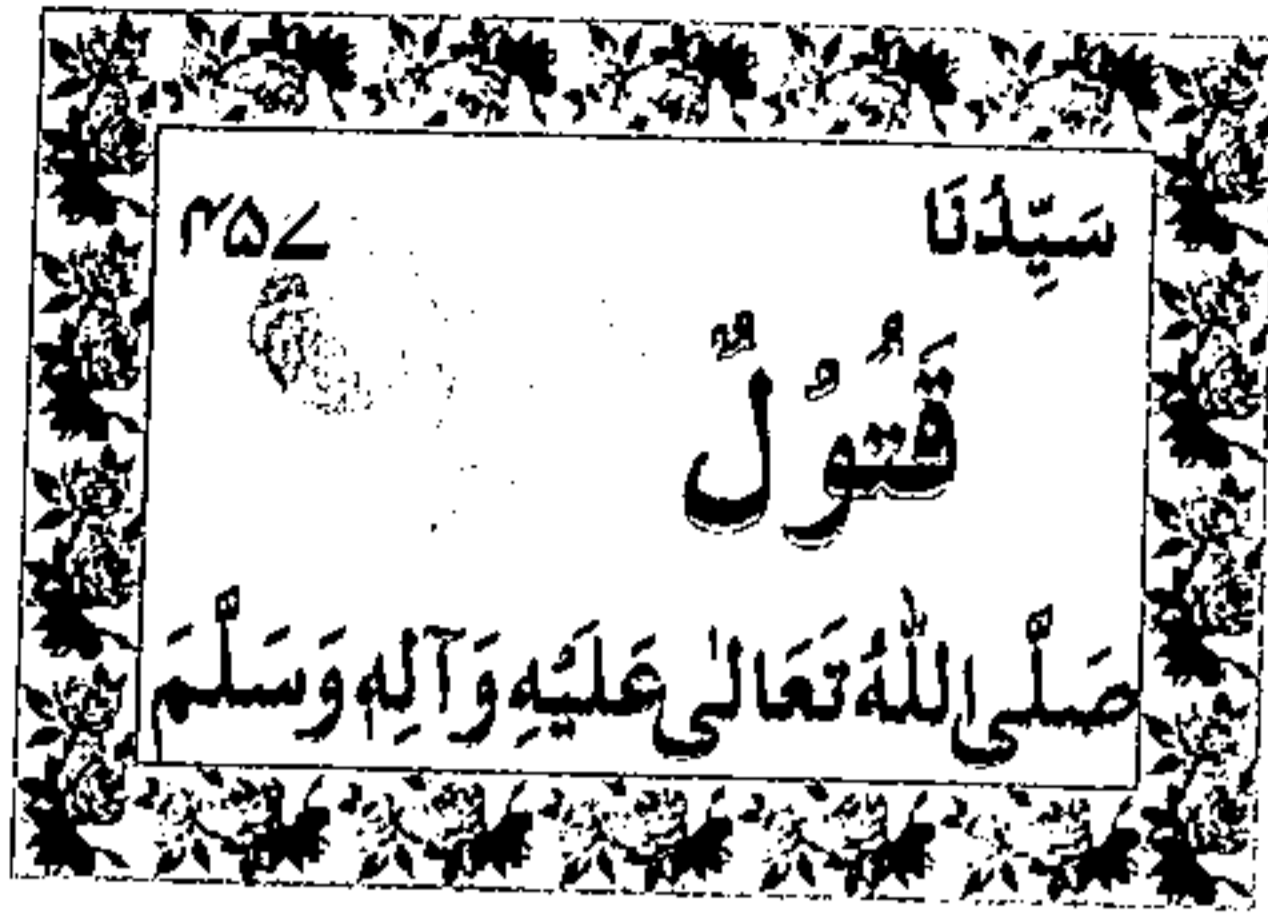 سَيِّدُنَا ۴۵۷
قَتُوْلٌ
صَلَّی اللّٰهُ تَعَالٰی عَلَيْهِ وَآلِهٖ وَسَلَّمَ